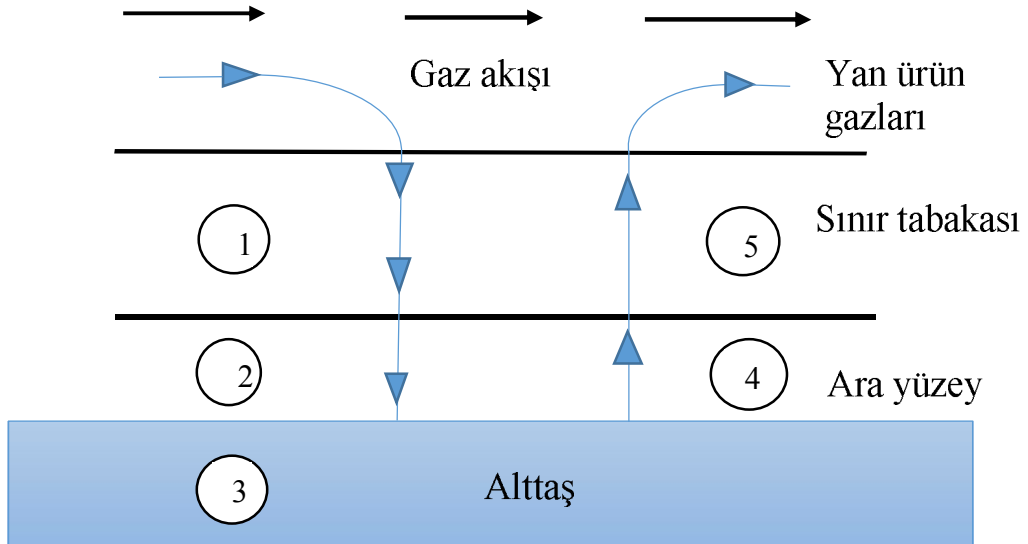 Gaz akışı
Yan ürün
gazları
1
5
Sınır tabakası
2
4
Ara yüzey
3
Alttaş